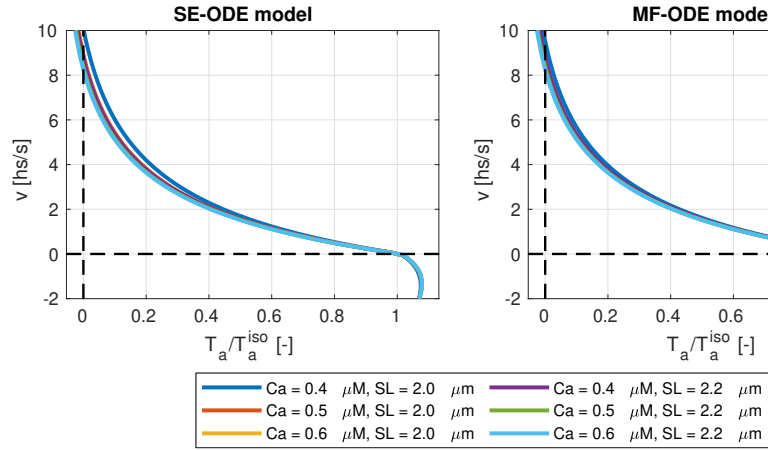 SE-ODE model
MF-ODE mode
v [hs/s]
10
8
6
4
2
0
-2
0
0.2
0.4
0.6
0.8
1
T_a/T_a^iso [-]
v [hs/s]
10
8
6
4
2
0
-2
0
0.2
0.4
0.6
T_a/T_a^iso [-]
Ca = 0.4 μM, SL = 2.0 μm
Ca = 0.5 μM, SL = 2.0 μm
Ca = 0.6 μM, SL = 2.0 μm
Ca = 0.4 μM, SL = 2.2 μm
Ca = 0.5 μM, SL = 2.2 μm
Ca = 0.6 μM, SL = 2.2 μm